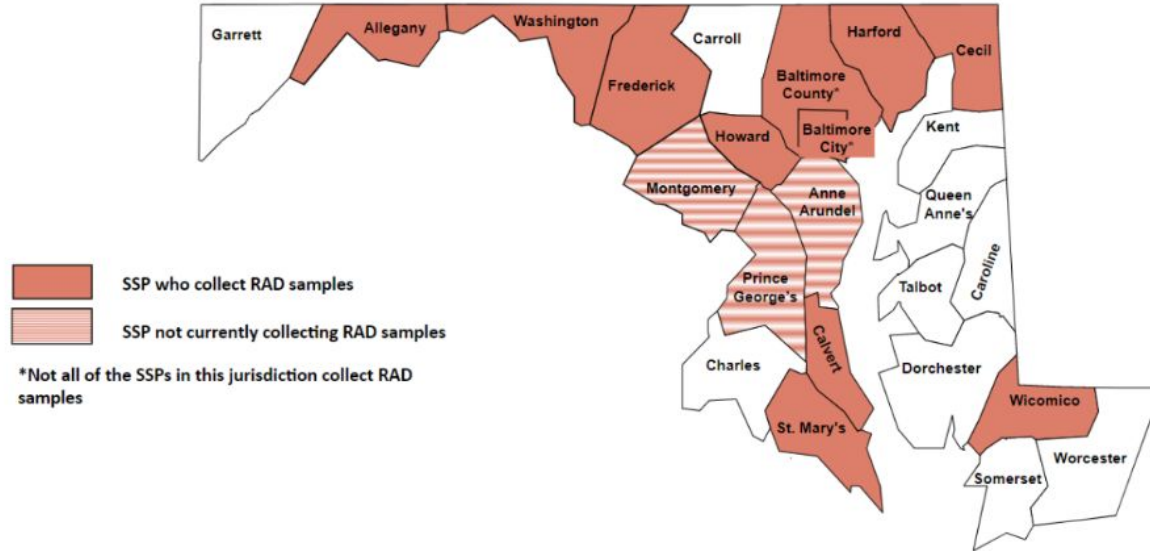 Garrett
Allegany
Washington
Frederick
Carroll
Baltimore
County*
Baltimore
City*
Harford
Cecil
Howard
Kent
Montgomery
Anne
Arundel
Queen
Anne's
Caroline
Talbot
Prince
George's
Calvert
Charles
St. Mary's
Dorchester
Wicomico
Worcester
Somerset
SSP who collect RAD samples
SSP not currently collecting RAD samples
*Not all of the SSPs in this jurisdiction collect RAD
samples